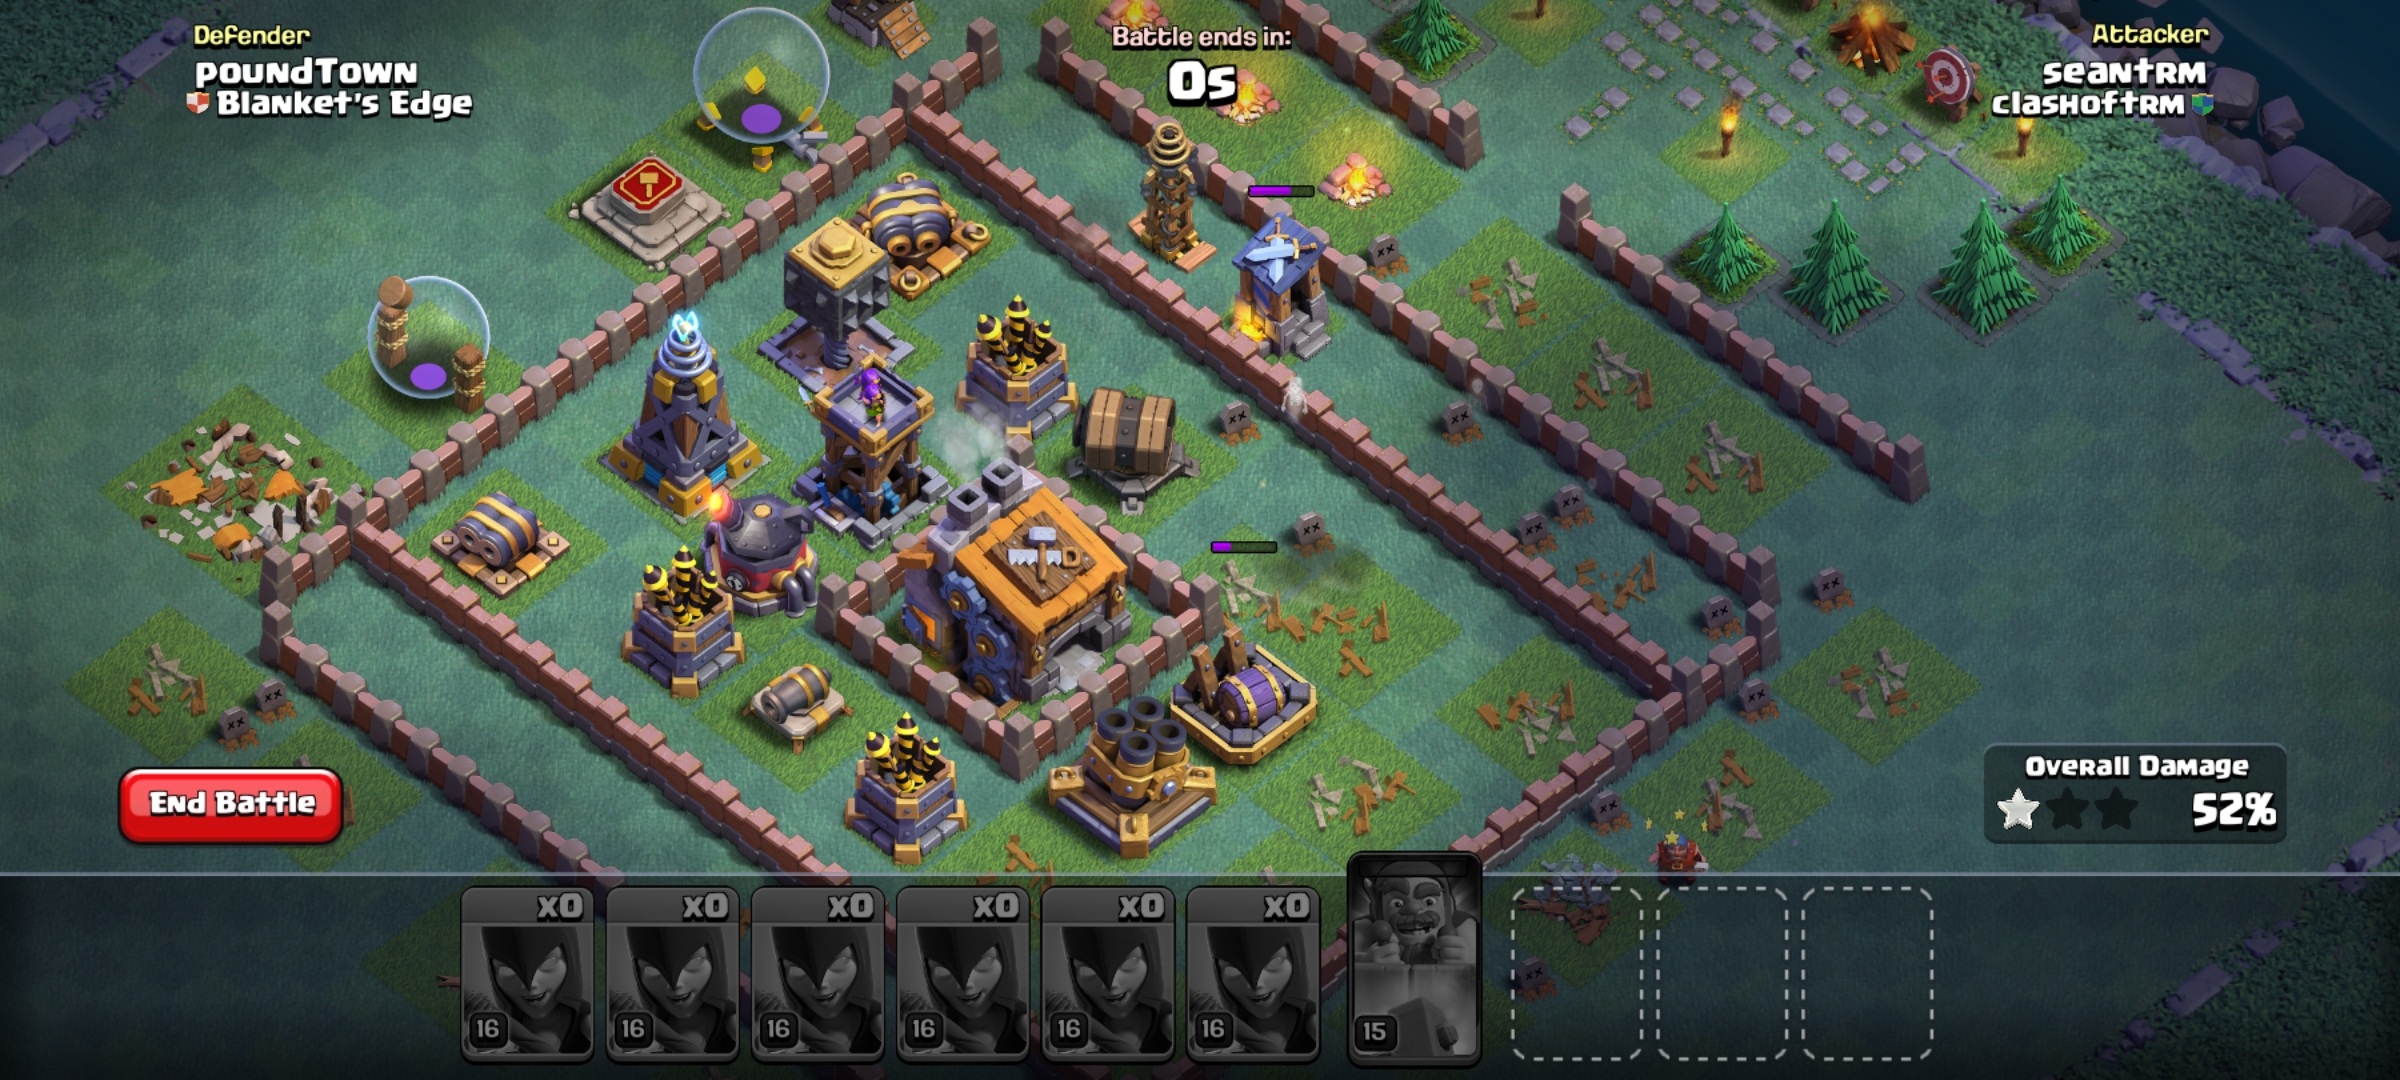 Defender
poundTown
Blanket's Edge
Battle ends in:
0s
Attacker
seantRM
clashoftRM
End Battle
Overall Damage
52%
x0
x0
x0
x0
x0
x0
16
16
16
16
16
16
15